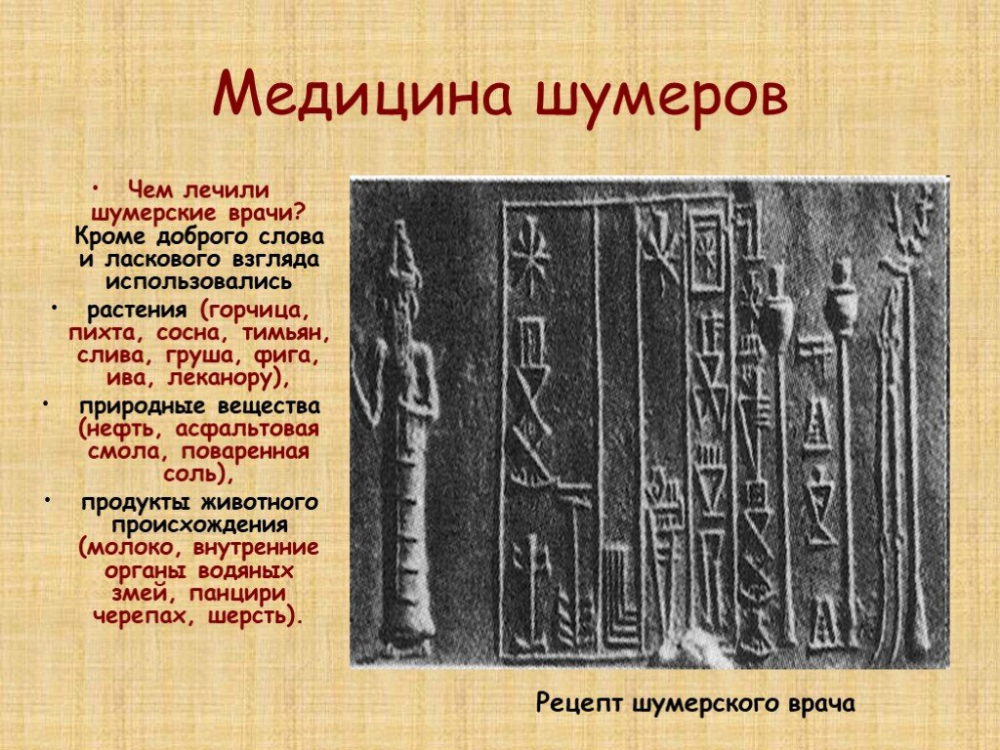 Медицина шумеров
• Чем лечили
шумерские врачи?
Кроме доброго слова
и ласкового взгляда
использовались
• растения (горчица,
пихта, сосна, тимьян,
слива, груша, фига,
ива, леканору),
• природные вещества
(нефть, асфальтовая
смола, поваренная
соль),
• продукты животного
происхождения
(молоко, внутренние
органы водяных
змей, панцири
черепах, шерсть).
Рецепт шумерского врача